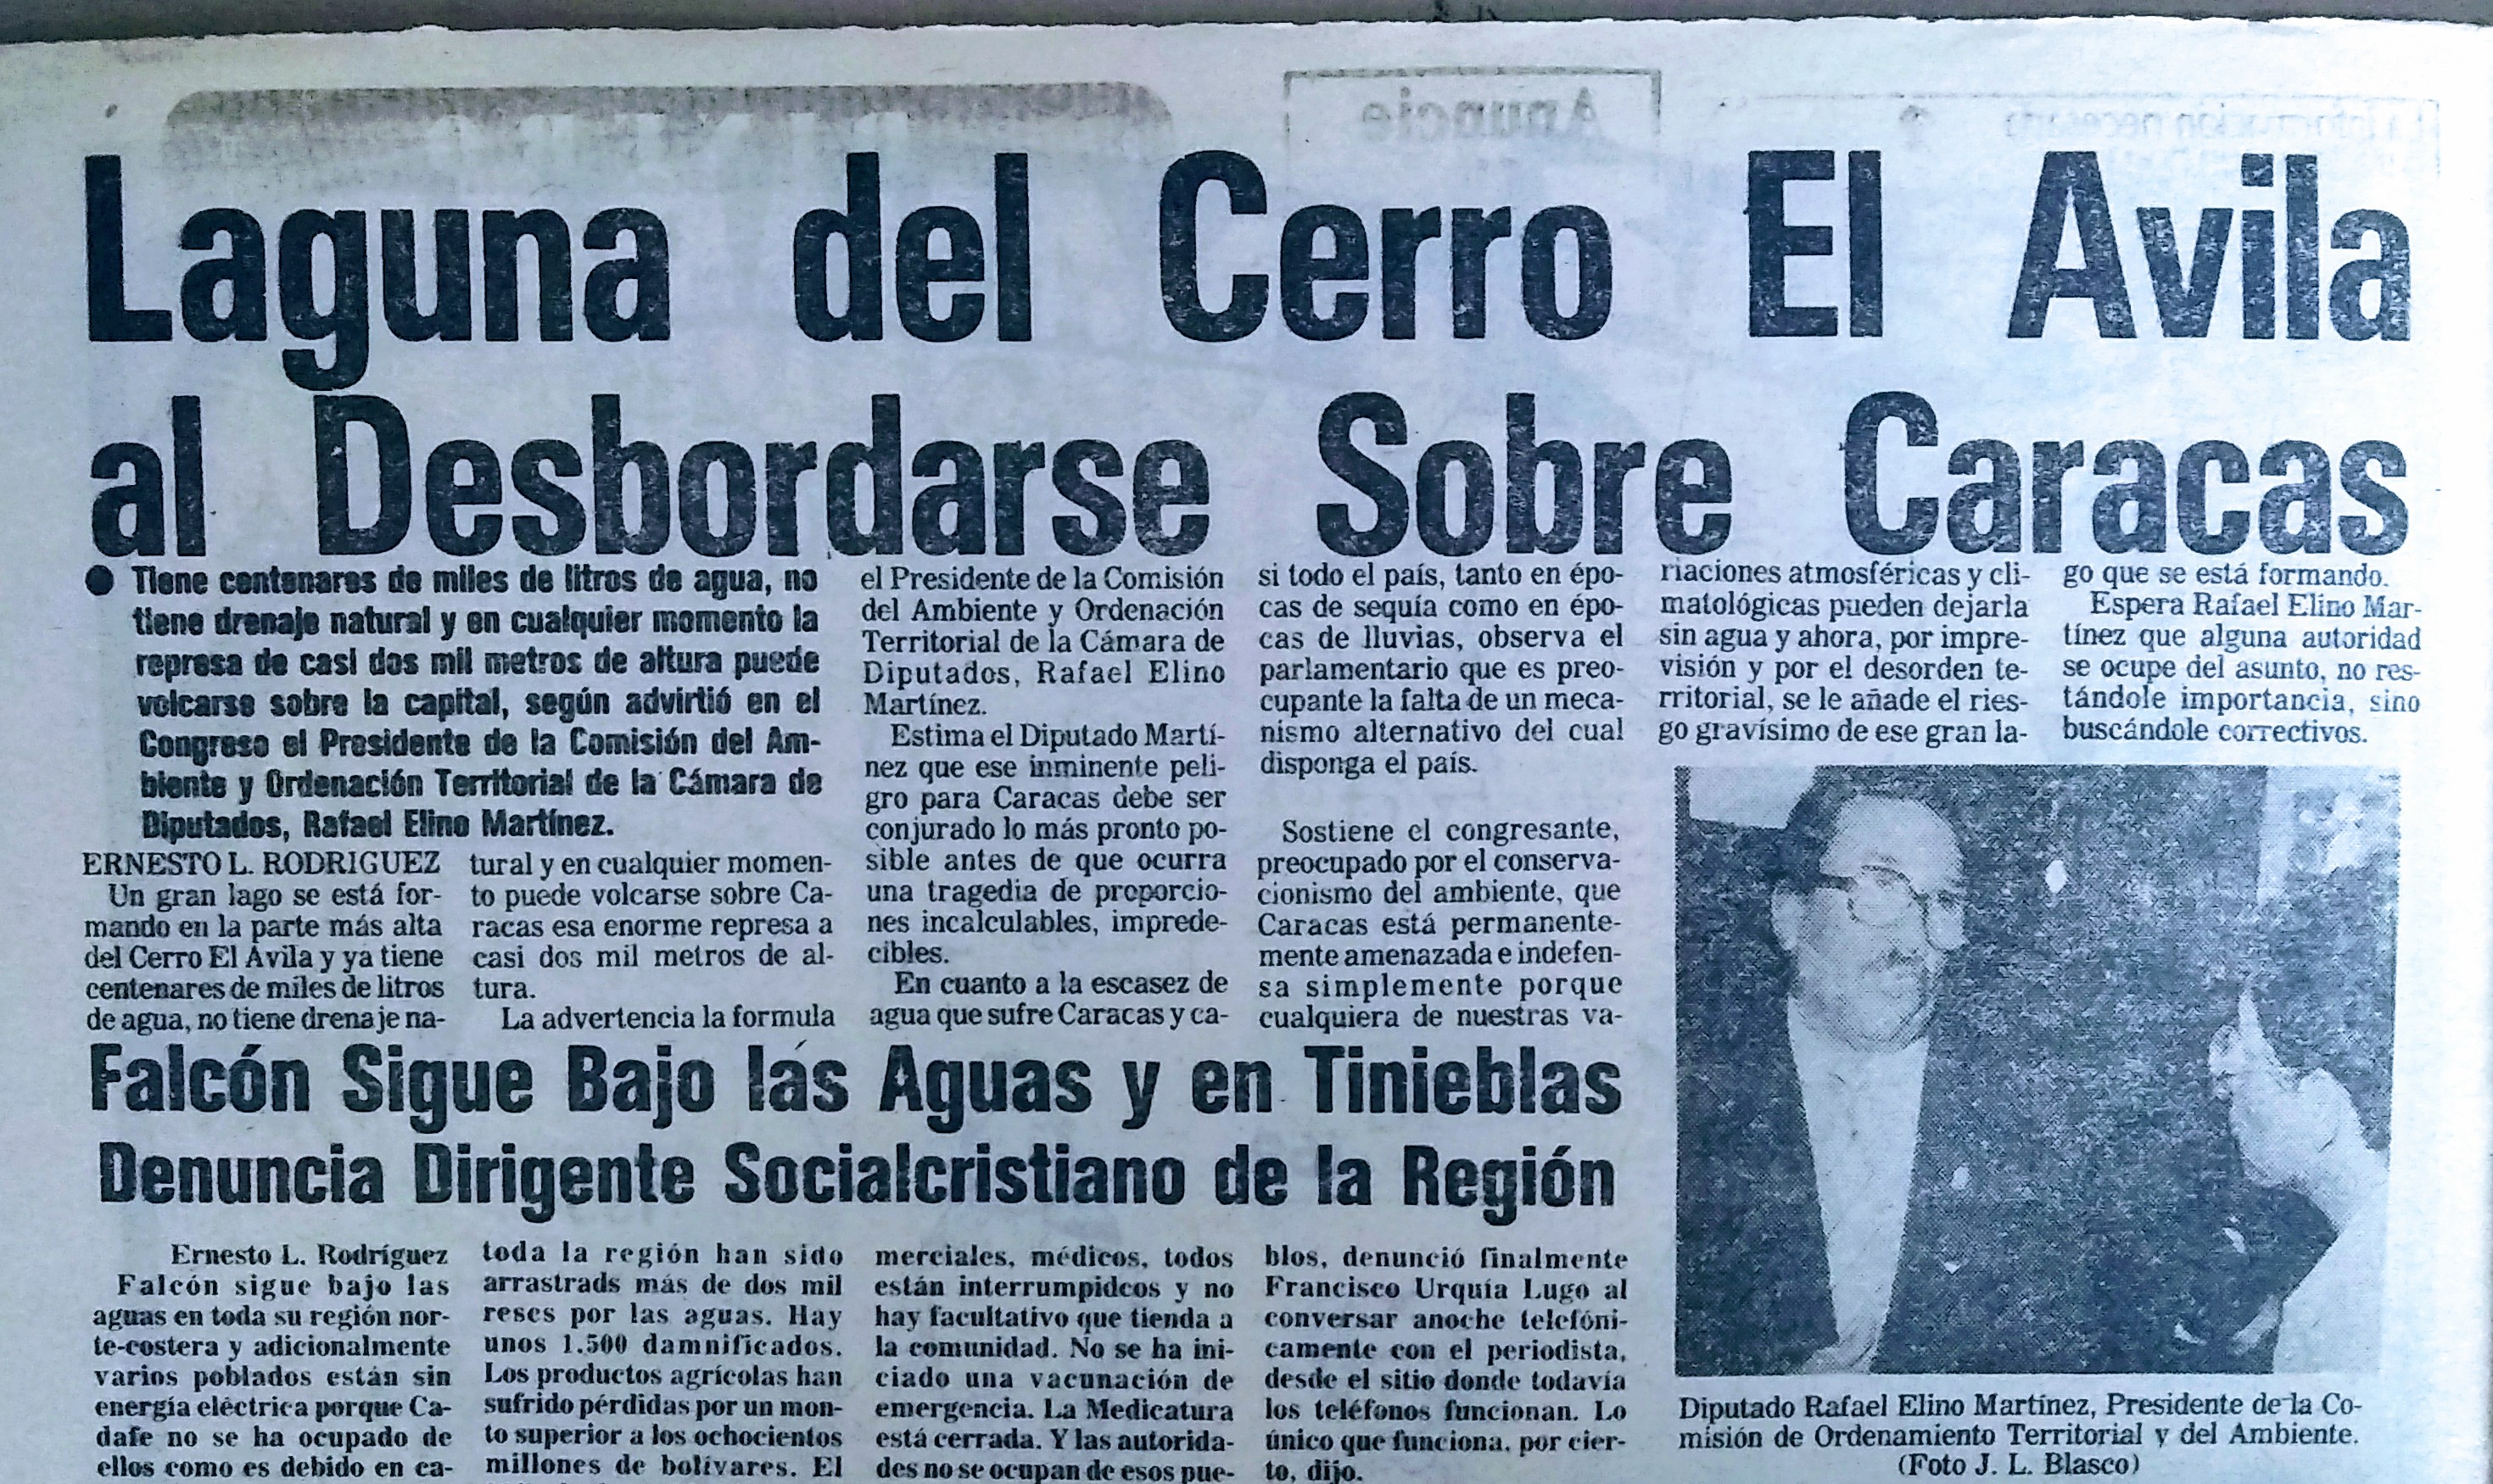 Anuncie
La información necesaria
Laguna del Cerro El Avila
al Desbordarse Sobre Caracas
● Tiene centenares de miles de litros de agua, no
tiene drenaje natural y en cualquier momento la
represa de casi dos mil metros de altura puede
volcarse sobre la capital, según advirtió en el
Congreso el Presidente de la Comisión del Am-
biente y Ordenación Territorial de la Cámara de
Diputados, Rafael Elino Martínez.
ERNESTO L. RODRIGUEZ
Un gran lago se está for-
mando en la parte más alta
del Cerro El Avila y ya tiene
centenares de miles de litros
de agua, no tiene drenaje na-
tural y en cualquier momen-
to puede volcarse sobre Ca-
racas esa enorme represa a
casi dos mil metros de al-
tura.
La advertencia la formula
el Presidente de la Comisión
del Ambiente y Ordenación
Territorial de la Cámara de
Diputados, Rafael Elino
Martínez.
Estima el Diputado Martí-
nez que ese inminente peli-
gro para Caracas debe ser
conjurado lo más pronto po-
sible antes de que ocurra
una tragedia de proporcio-
nes incalculables, imprede-
cibles.
En cuanto a la escasez de
agua que sufre Caracas y ca-
si todo el país, tanto en épo-
cas de sequía como en épo-
cas de lluvias, observa el
parlamentario que es preo-
cupante la falta de un meca-
nismo alternativo del cual
disponga el país.
Sostiene el congresante,
preocupado por el conserva-
cionismo del ambiente, que
Caracas está permanente-
mente amenazada e indefen-
sa simplemente porque
cualquiera de nuestras va-
riaciones atmosféricas y cli-
matológicas pueden dejarla
sin agua y ahora, por impre-
visión y por el desorden te-
rritorial, se le añade el ries-
go gravísimo de ese gran la-
go que se está formando.
Espera Rafael Elino Mar-
tínez que alguna autoridad
se ocupe del asunto, no res-
tándole importancia, sino
buscándole correctivos.
Diputado Rafael Elino Martínez, Presidente de la Co-
misión de Ordenamiento Territorial y del Ambiente.
(Foto J. L. Blasco)
Falcón Sigue Bajo las Aguas y en Tinieblas
Denuncia Dirigente Socialcristiano de la Región
Ernesto L. Rodríguez
Falcón sigue bajo las
aguas en toda su región nor-
te-costera y adicionalmente
varios poblados están sin
energía eléctrica porque Ca-
dafe no se ha ocupado de
ellos como es debido en ca-
toda la región han sido
arrastrads más de dos mil
reses por las aguas. Hay
unos 1.500 damnificados.
Los productos agrícolas han
sufrido pérdidas por un mon-
to superior a los ochocientos
millones de bolívares. El
merciales, médicos, todos
están interrumpidcos y no
hay facultativo que tienda a
la comunidad. No se ha ini-
ciado una vacunación de
emergencia. La Medicatura
está cerrada. Y las autorida-
des no se ocupan de esos pue-
blos, denunció finalmente
Francisco Urquía Lugo al
conversar anoche telefóni-
camente con el periodista,
desde el sitio donde todavía
los teléfonos funcionan. Lo
único que funciona, por cier-
to, dijo.